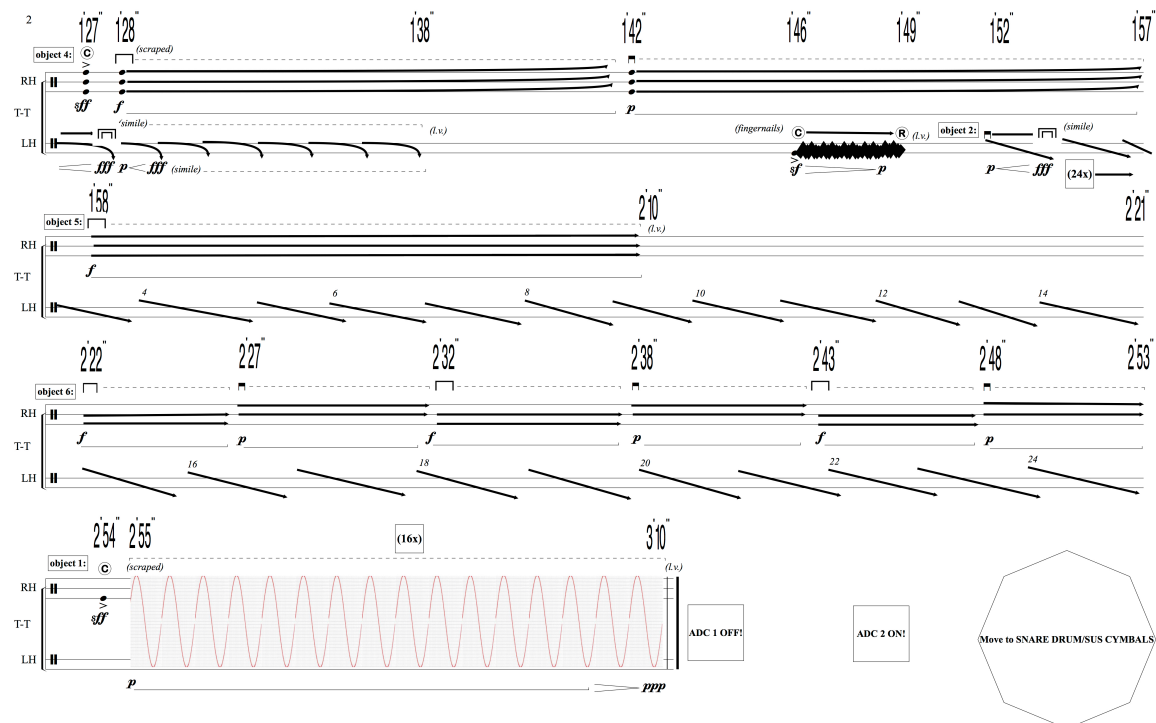 2
1'27" 1'28" 1'38" 1'42" 1'46" 1'49" 1'52" 1'57"
object 4: C (scraped)
RH
§ff f p
T-T
(simile) (l.v.) (fingernails) C R (l.v.) object 2: (simile)
LH
fff p fff (simile) §f p p fff (24x)
1'58" 2'10" 2'21"
object 5: (l.v.)
RH
f
T-T
4 6 8 10 12 14
LH
2'22" 2'27" 2'32" 2'38" 2'43" 2'48" 2'53"
object 6:
RH
f p f p f p
T-T
16 18 20 22 24
LH
2'54" 2'55" (16x) 3'10"
object 1: C (scraped) (l.v.)
RH
§ff
T-T ADC 1 OFF! ADC 2 ON! Move to SNARE DRUM/SUS CYMBALS
LH
p ppp